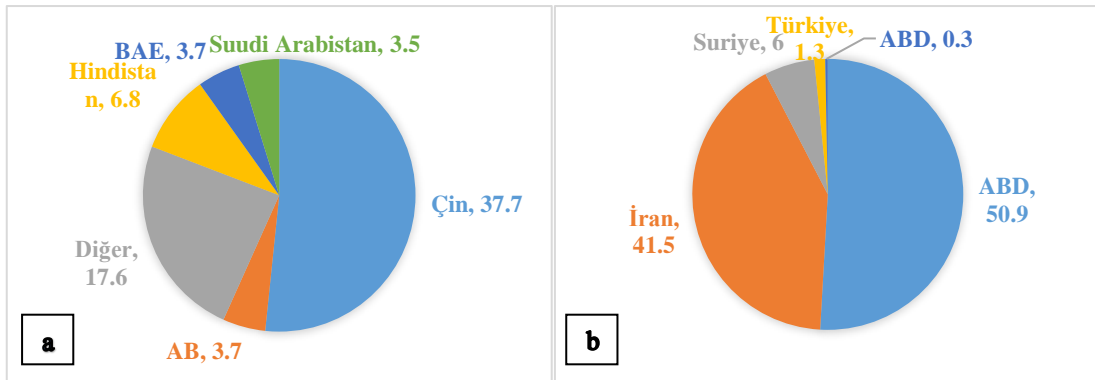 BAE, 3.7
Suudi Arabistan, 3.5
Hindista
n, 6.8
Çin, 37.7
Diğer,
17.6
AB, 3.7
a
Türkiye,
1.3
ABD, 0.3
Suriye, 6
ABD,
50.9
İran,
41.5
b